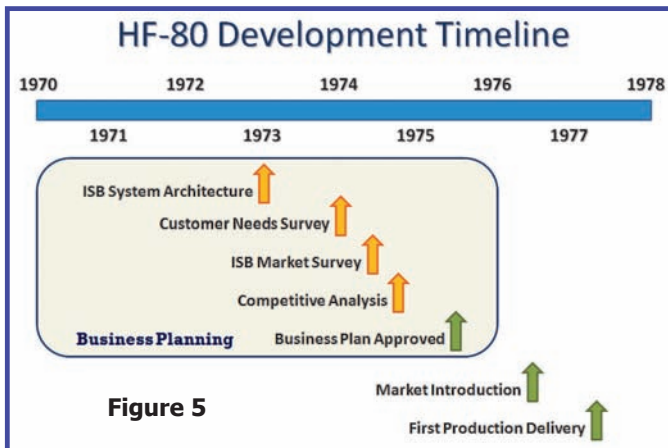 HF-80 Development Timeline
1970 1972 1974 1976 1978
1971 1973 1975 1977
ISB System Architecture
Customer Needs Survey
ISB Market Survey
Competitive Analysis
Business Planning Business Plan Approved
Market Introduction
Figure 5
First Production Delivery